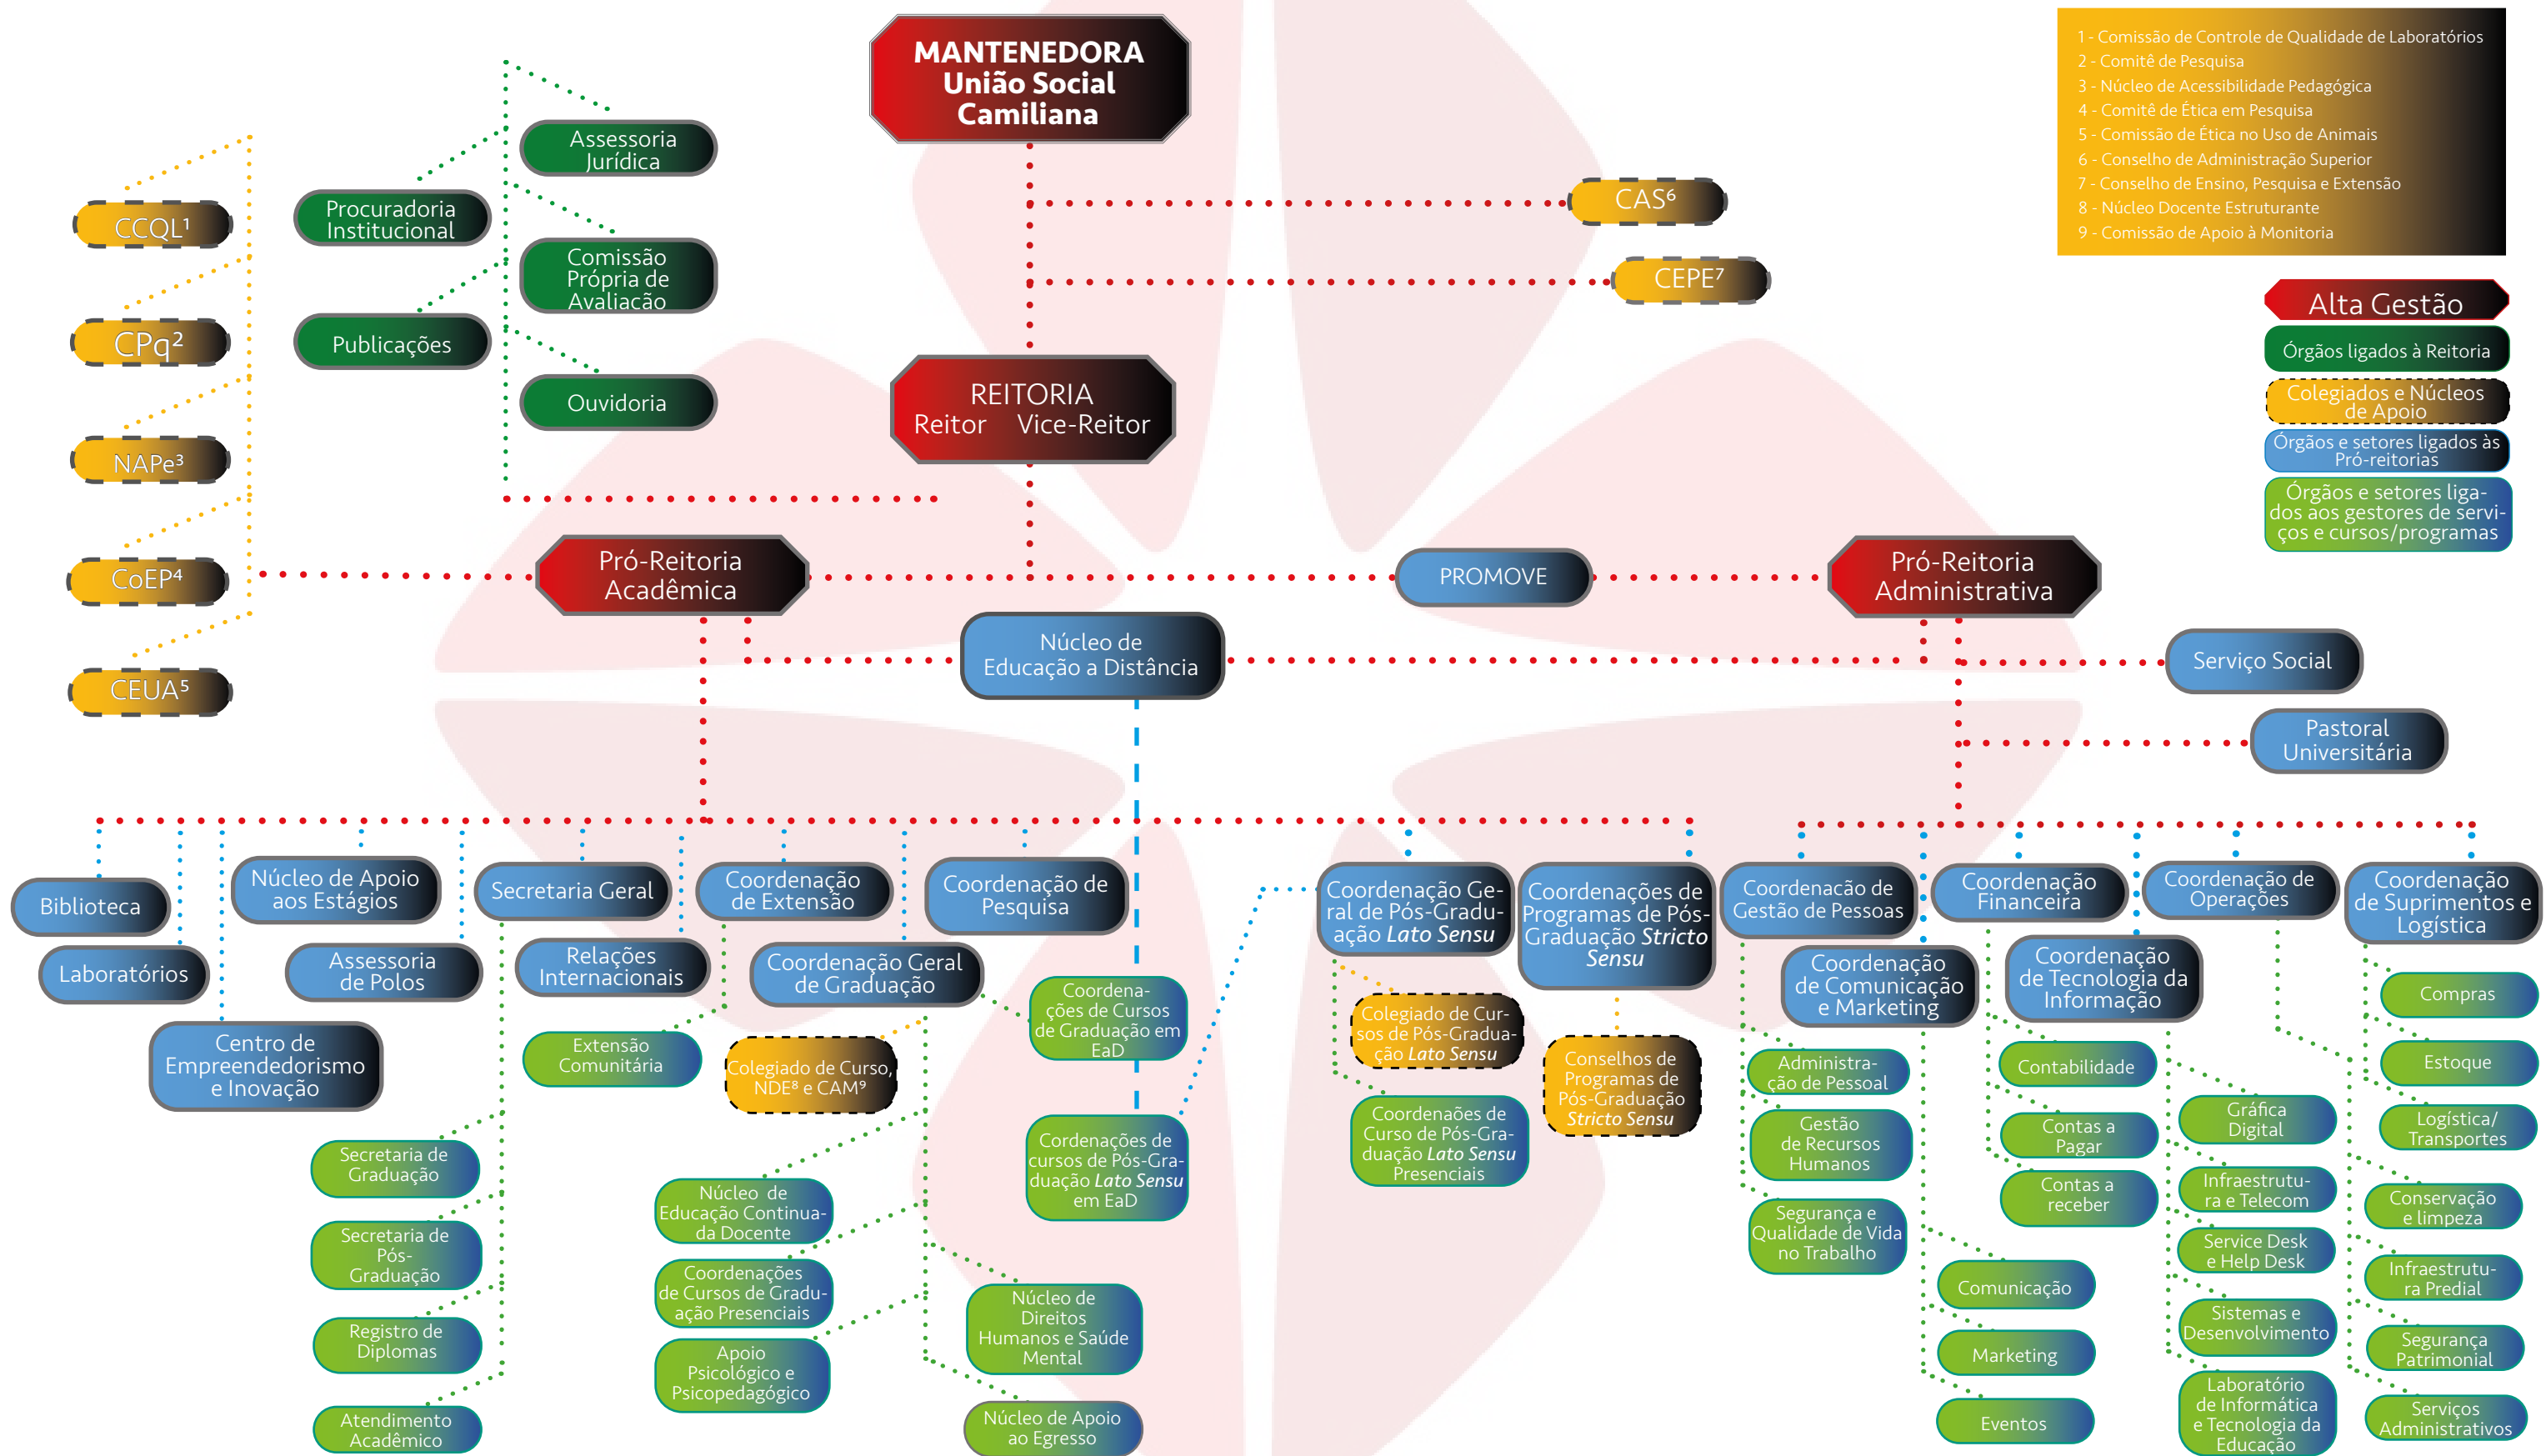 MANTENEDORA
União Social
Camiliana
1 - Comissão de Controle de Qualidade de Laboratórios
2 - Comitê de Pesquisa
3 - Núcleo de Acessibilidade Pedagógica
4 - Comitê de Ética em Pesquisa
5 - Comissão de Ética no Uso de Animais
6 - Conselho de Administração Superior
7 - Conselho de Ensino, Pesquisa e Extensão
8 - Núcleo Docente Estruturante
9 - Comissão de Apoio à Monitoria
Alta Gestão
Órgãos ligados à Reitoria
Colegiados e Núcleos
de Apoio
Órgãos e setores ligados às
Pró-reitorias
Órgãos e setores liga-
dos aos gestores de servi-
ços e cursos/programas
Assessoria
Jurídica
Procuradoria
Institucional
Comissão
Própria de
Avaliacão
Publicações
Ouvidoria
CCQL¹
CPq²
NAPe³
CoEP⁴
CEUA⁵
CAS⁶
CEPE⁷
REITORIA
Reitor Vice-Reitor
Pró-Reitoria
Acadêmica
PROMOVE
Pró-Reitoria
Administrativa
Núcleo de
Educação a Distância
Serviço Social
Pastoral
Universitária
Biblioteca
Laboratórios
Centro de
Empreendedorismo
e Inovação
Núcleo de Apoio
aos Estágios
Assessoria
de Polos
Secretaria Geral
Relações
Internacionais
Coordenação
de Extensão
Coordenação Geral
de Graduação
Coordenação de
Pesquisa
Coordenação Ge-
ral de Pós-Gradu-
ação Lato Sensu
Coordenações de
Programas de Pós-
Graduação Stricto
Sensu
Coordenacão de
Gestão de Pessoas
Coordenação
de Comunicação
e Marketing
Coordenação
Financeira
Coordenação
de Tecnologia da
Informação
Coordenação de
Operações
Coordenação
de Suprimentos e
Logística
Extensão
Comunitária
Colegiado de Curso,
NDE⁸ e CAM⁹
Coordena-
ções de Cursos
de Graduação em
EaD
Cordenações de
cursos de Pós-Gra-
duação Lato Sensu
em EaD
Colegiado de Cur-
sos de Pós-Gradua-
ção Lato Sensu
Coordenaões de
Curso de Pós-Gra-
duação Lato Sensu
Presenciais
Conselhos de
Programas de
Pós-Graduação
Stricto Sensu
Secretaria de
Graduação
Secretaria de
Pós-
Graduação
Registro de
Diplomas
Atendimento
Acadêmico
Núcleo de
Educação Continua-
da Docente
Coordenações
de Cursos de Gradu-
ação Presenciais
Apoio
Psicológico e
Psicopedagógico
Núcleo de
Direitos
Humanos e Saúde
Mental
Núcleo de Apoio
ao Egresso
Administra-
ção de Pessoal
Gestão
de Recursos
Humanos
Segurança e
Qualidade de Vida
no Trabalho
Comunicação
Marketing
Eventos
Contabilidade
Contas a
Pagar
Contas a
receber
Gráfica
Digital
Infraestrutu-
ra e Telecom
Service Desk
e Help Desk
Sistemas e
Desenvolvimento
Laboratório
de Informática
e Tecnologia da
Educação
Compras
Estoque
Logística/
Transportes
Conservação
e limpeza
Infraestrutu-
ra Predial
Segurança
Patrimonial
Serviços
Administrativos